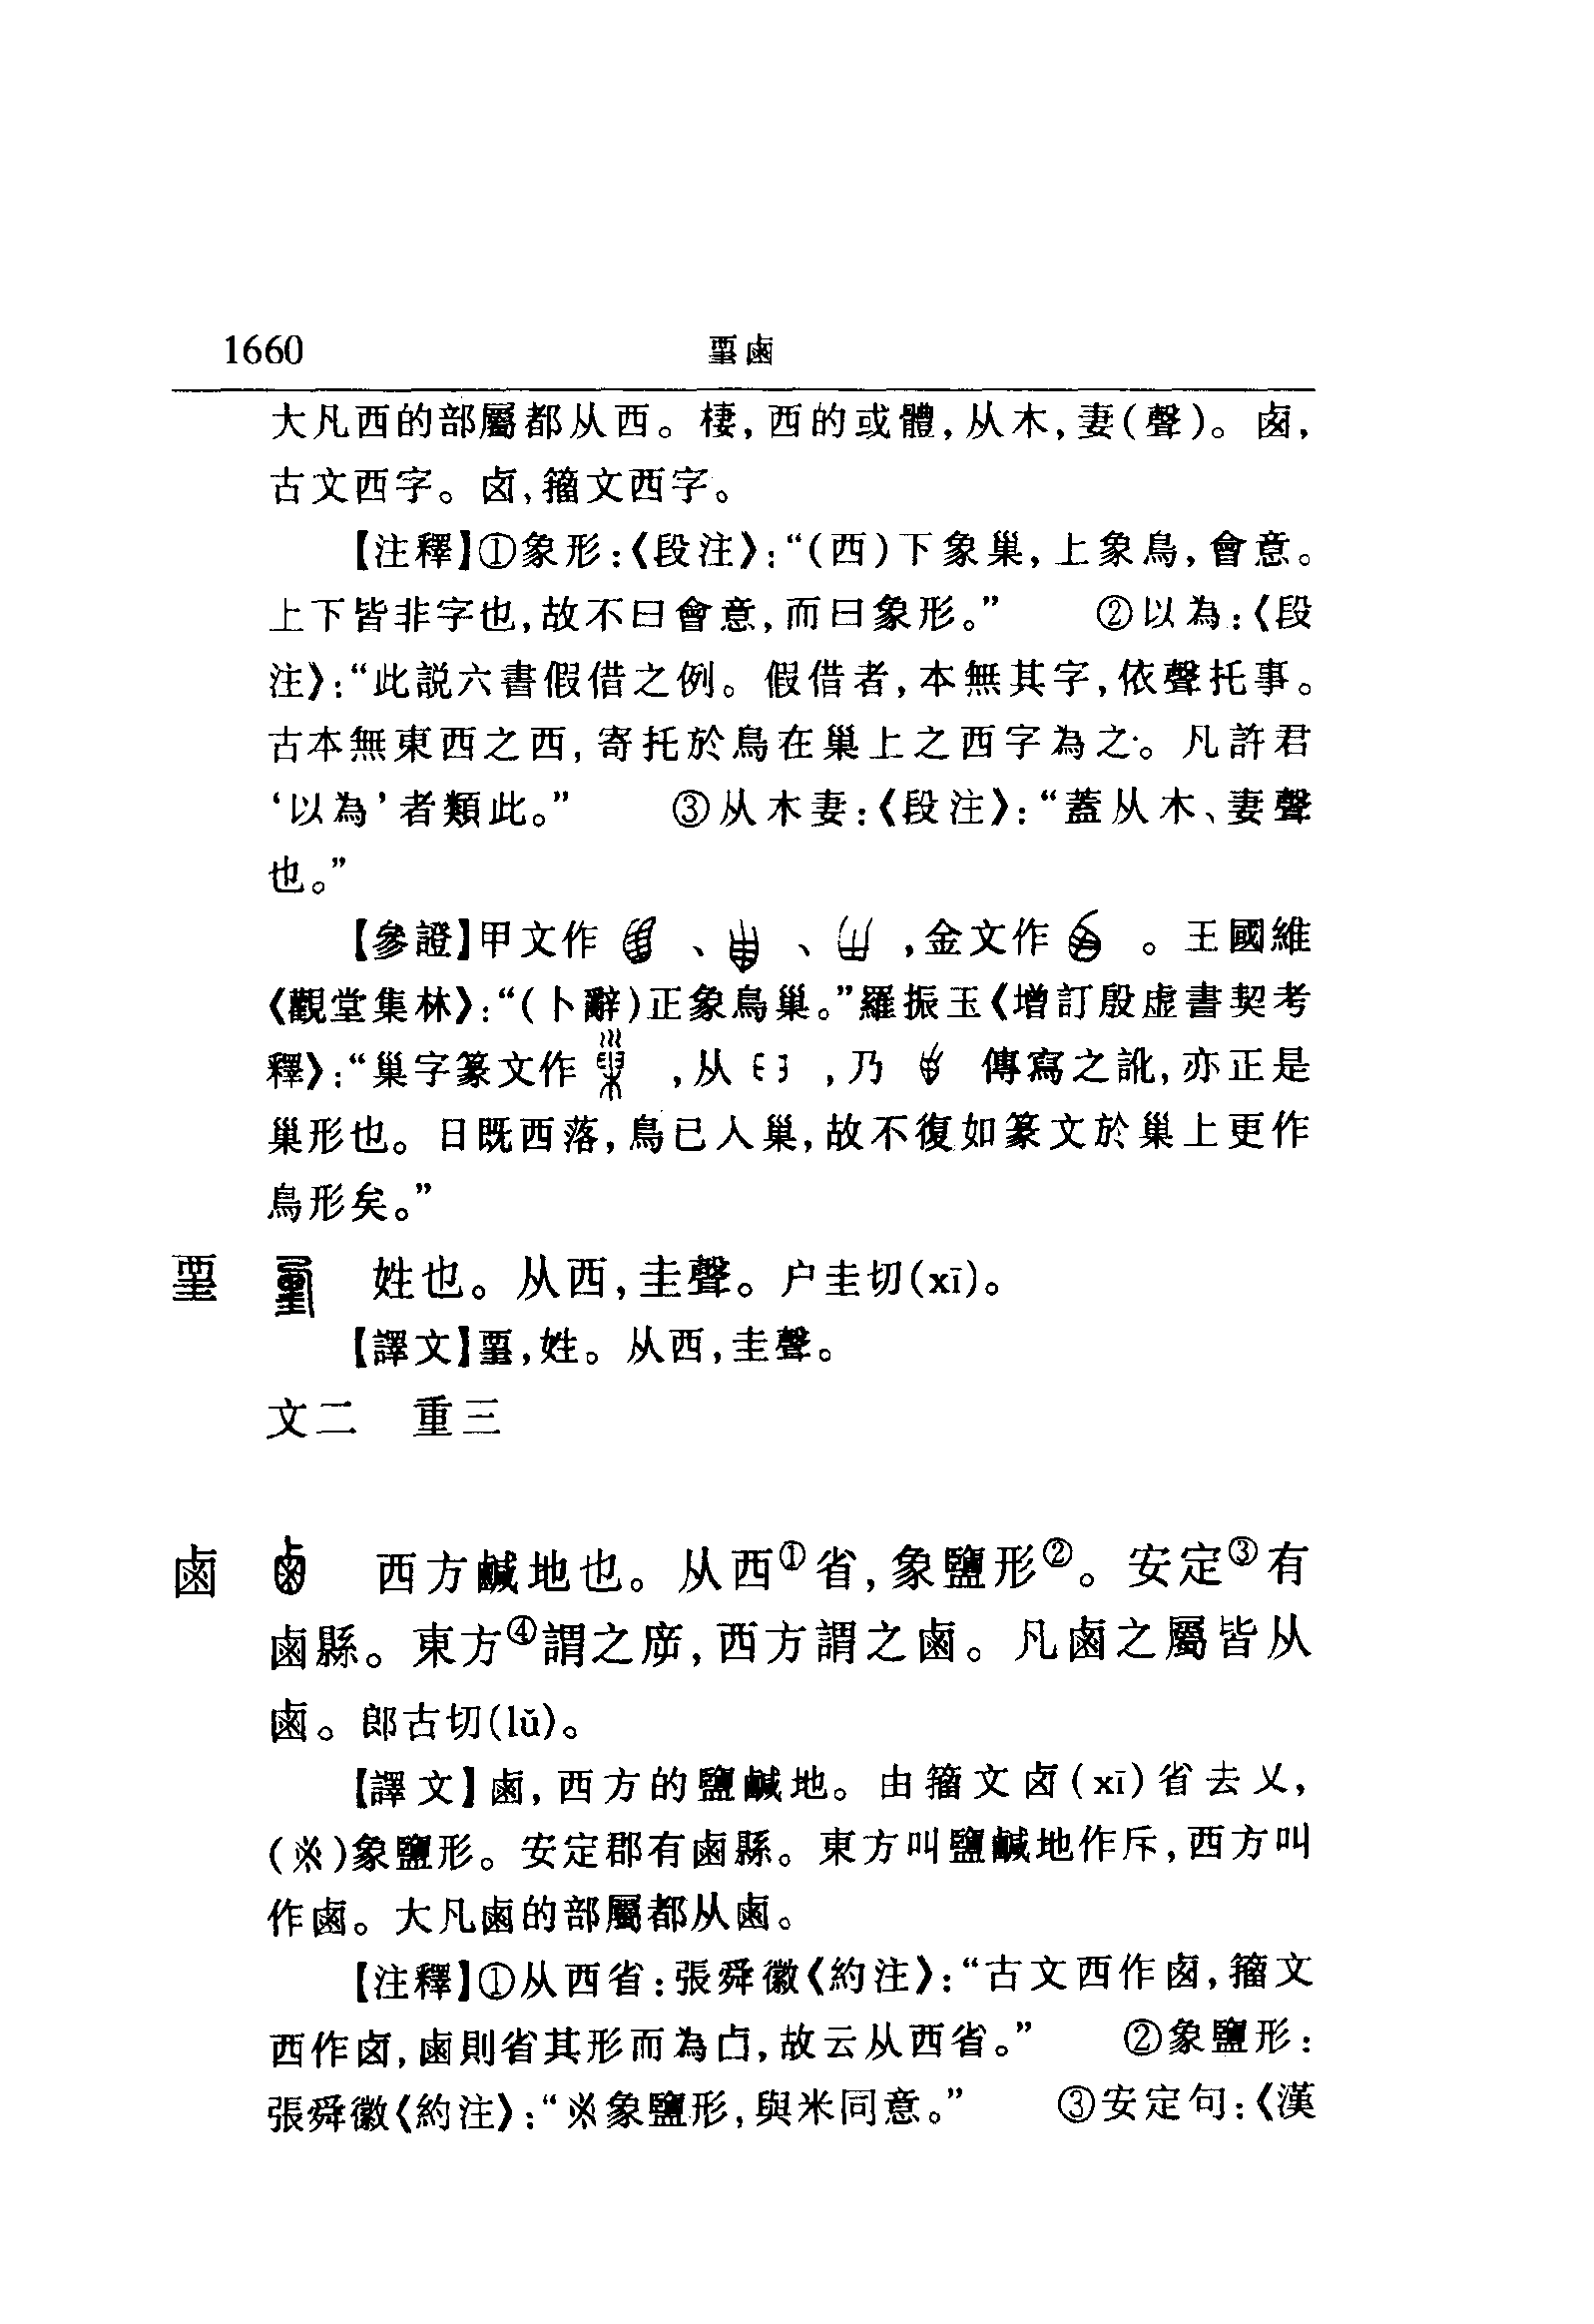 1660 䙲鹵
大凡西的部屬都从西。棲,西的或體,从木,妻(聲)。卤,
古文西字。卥,籀文西字。
【注釋】①象形:《段注》:“(西)下象巢,上象鳥,會意。
上下皆非字也,故不曰會意,而曰象形。” ②以為:《段
注》:“此説六書假借之例。假借者,本無其字,依聲托事。
古本無東西之西,寄托於鳥在巢上之西字為之。凡許君
‘以為’者類此。” ③从木妻:《段注》:“蓋从木、妻聲
也。”
【參證】甲文作 、 、 ,金文作 。王國維
《觀堂集林》:“(卜辭)正象鳥巢。”羅振玉《增訂殷虚書契考
釋》:“巢字篆文作 ,从 ,乃 傳寫之訛,亦正是
巢形也。日既西落,鳥已入巢,故不復如篆文於巢上更作
鳥形矣。”
䙲 姓也。从西,圭聲。户圭切(xī)。
【譯文】䙲,姓。从西,圭聲。
文二 重三
鹵 西方鹹地也。从西①省,象鹽形②。安定③有
鹵縣。東方④謂之㡿,西方謂之鹵。凡鹵之屬皆从
鹵。郎古切(lǔ)。
【譯文】鹵,西方的鹽鹹地。由籀文卥(xī)省去乂,
(※)象鹽形。安定郡有鹵縣。東方叫鹽鹹地作斥,西方叫
作鹵。大凡鹵的部屬都从鹵。
【注釋】①从西省:張舜徽《約注》:“古文西作卤,籀文
西作卥,鹵則省其形而為,故云从西省。” ②象鹽形:
張舜徽《約注》:“※象鹽形,與米同意。” ③安定句:《漢